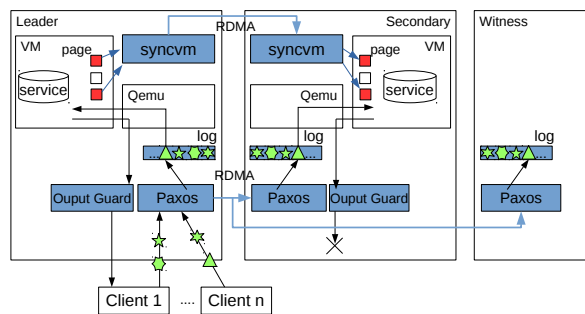 Leader
Secondary
Witness
VM
page
syncvm
RDMA
syncvm
page
VM
service
Qemu
Qemu
service
log
log
log
...
...
...
RDMA
Ouput Guard
Paxos
Paxos
Ouput Guard
Paxos
Client 1
....
Client n